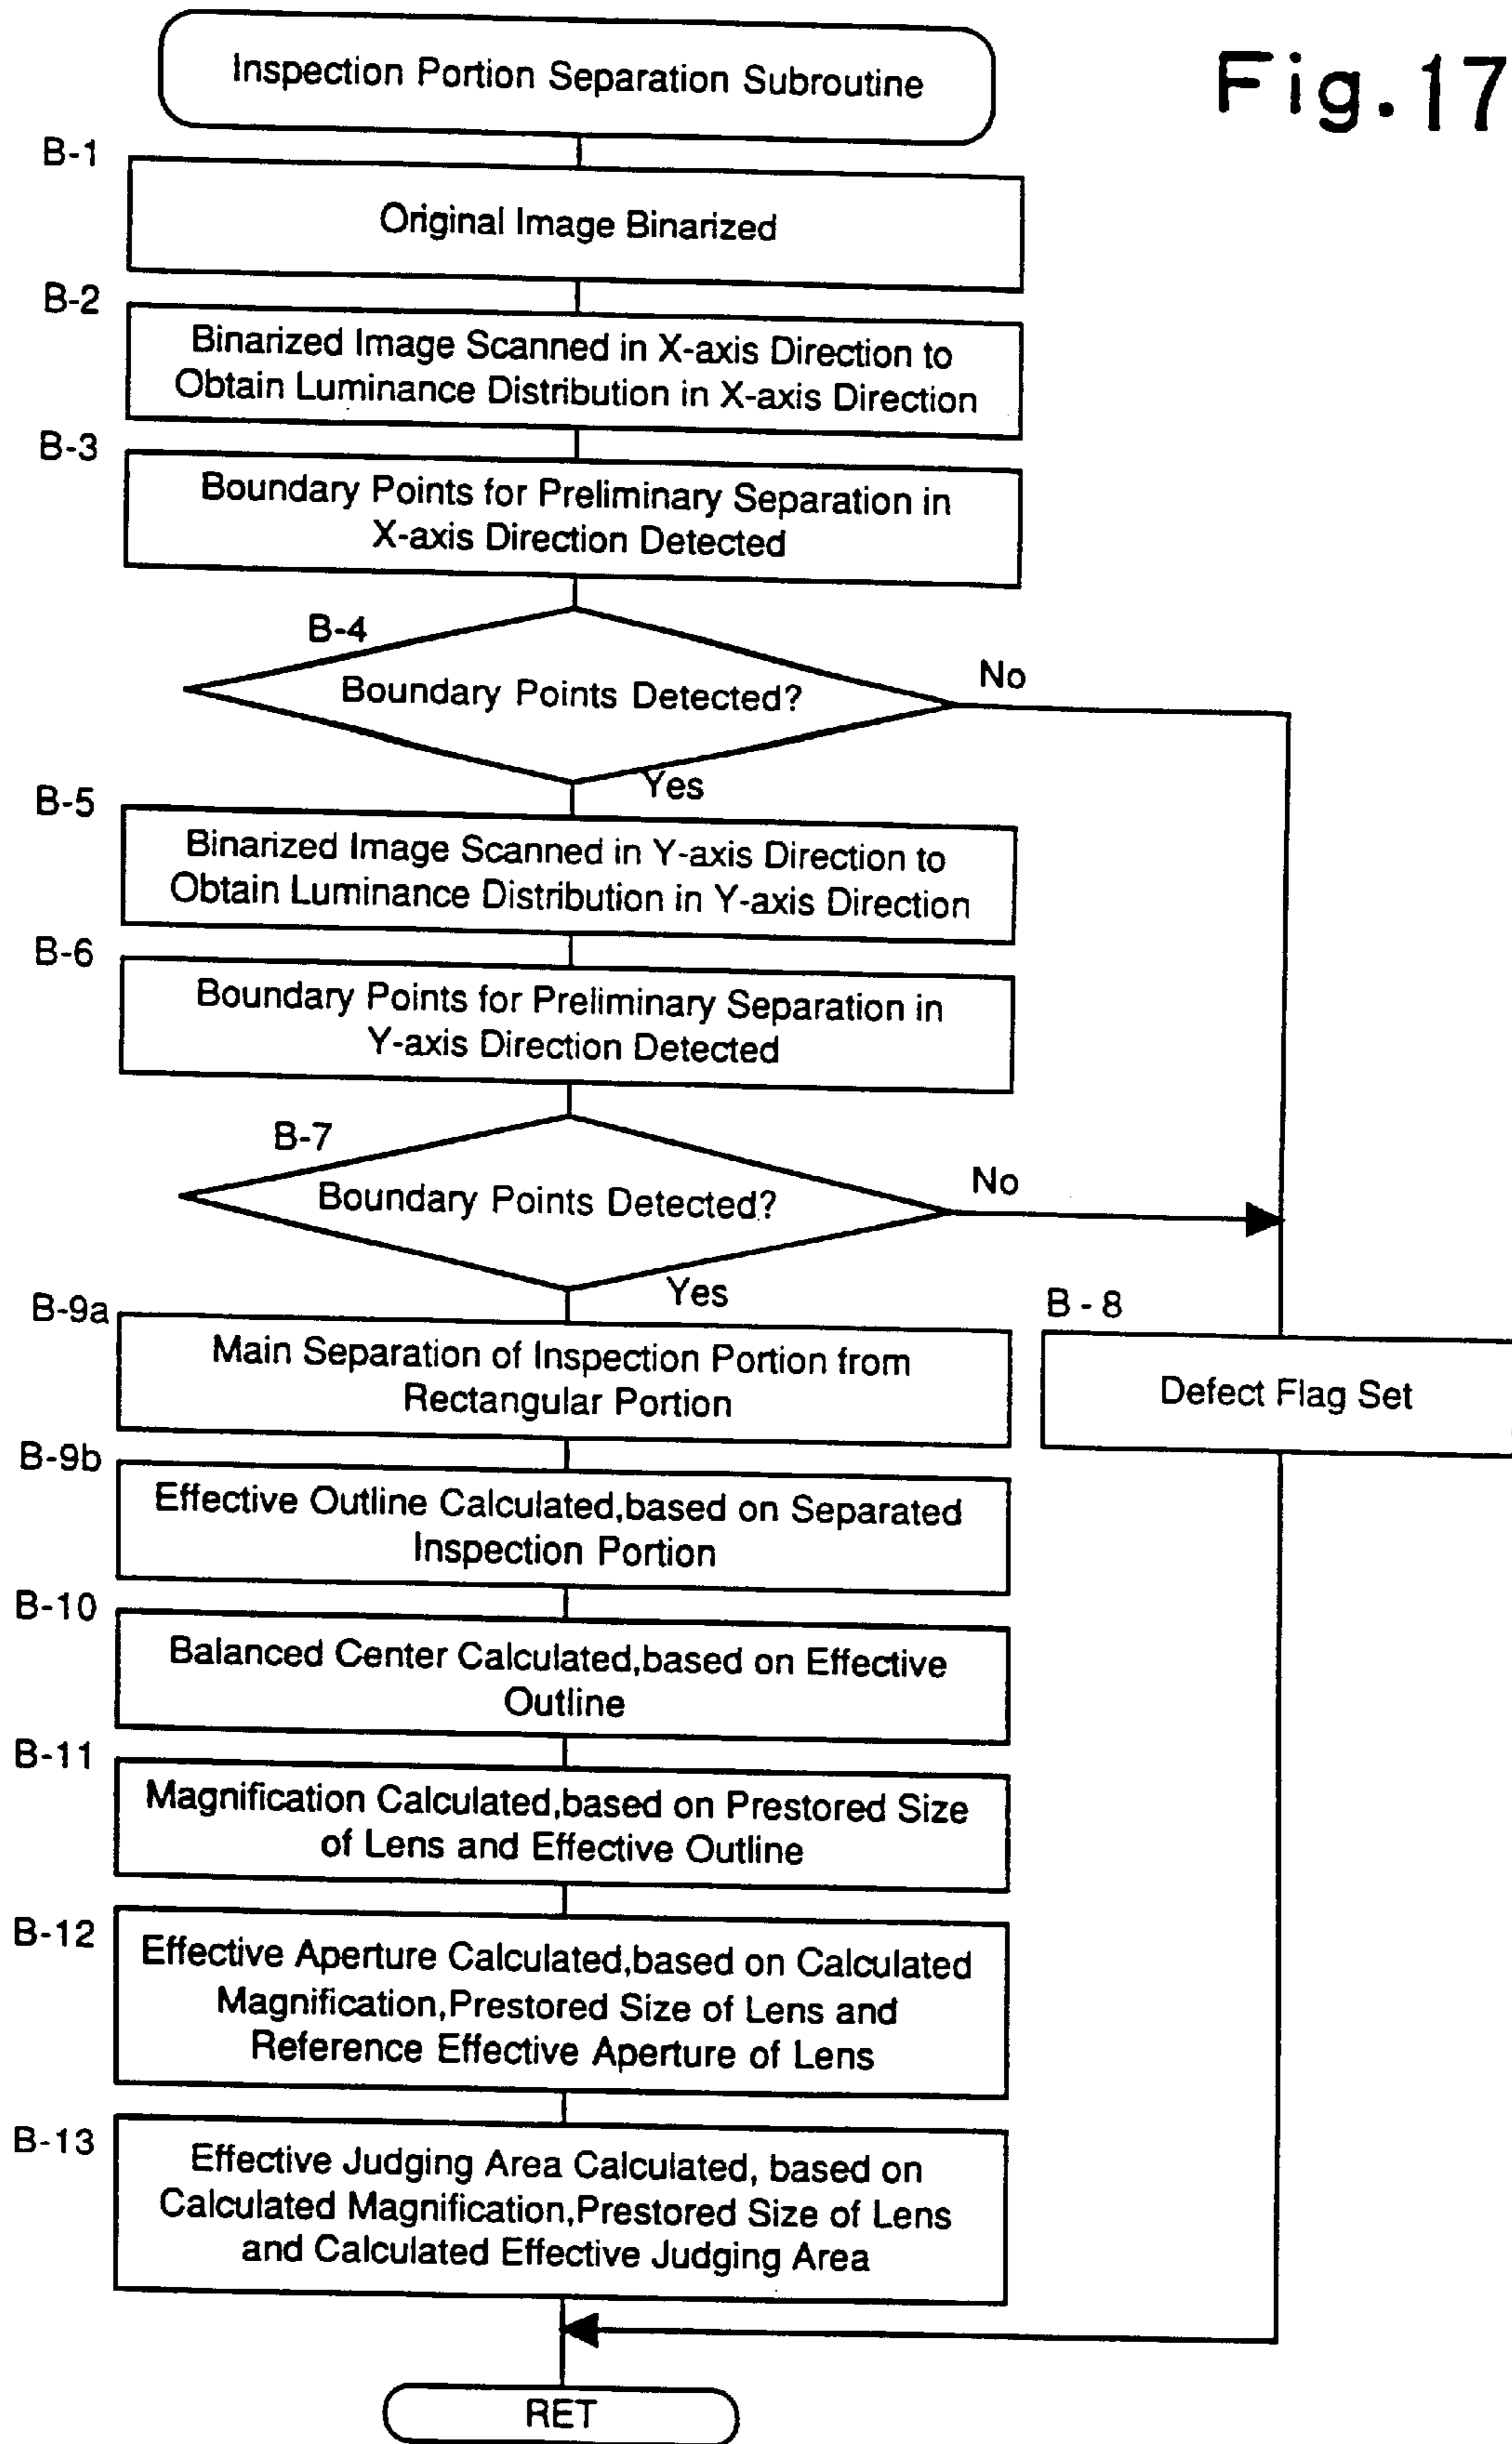 Fig.17
Inspection Portion Separation Subroutine
B-1
Original Image Binarized
B-2
Binarized Image Scanned in X-axis Direction to
Obtain Luminance Distribution in X-axis Direction
B-3
Boundary Points for Preliminary Separation in
X-axis Direction Detected
B-4
Boundary Points Detected?
No
Yes
B-5
Binarized Image Scanned in Y-axis Direction to
Obtain Luminance Distribution in Y-axis Direction
B-6
Boundary Points for Preliminary Separation in
Y-axis Direction Detected
B-7
Boundary Points Detected?
No
Yes
B-9a
Main Separation of Inspection Portion from
Rectangular Portion
B - 8
Defect Flag Set
B-9b
Effective Outline Calculated,based on Separated
Inspection Portion
B-10
Balanced Center Calculated,based on Effective
Outline
B-11
Magnification Calculated,based on Prestored Size
of Lens and Effective Outline
B-12
Effective Aperture Calculated,based on Calculated
Magnification,Prestored Size of Lens and
Reference Effective Aperture of Lens
B-13
Effective Judging Area Calculated, based on
Calculated Magnification,Prestored Size of Lens
and Calculated Effective Judging Area
RET